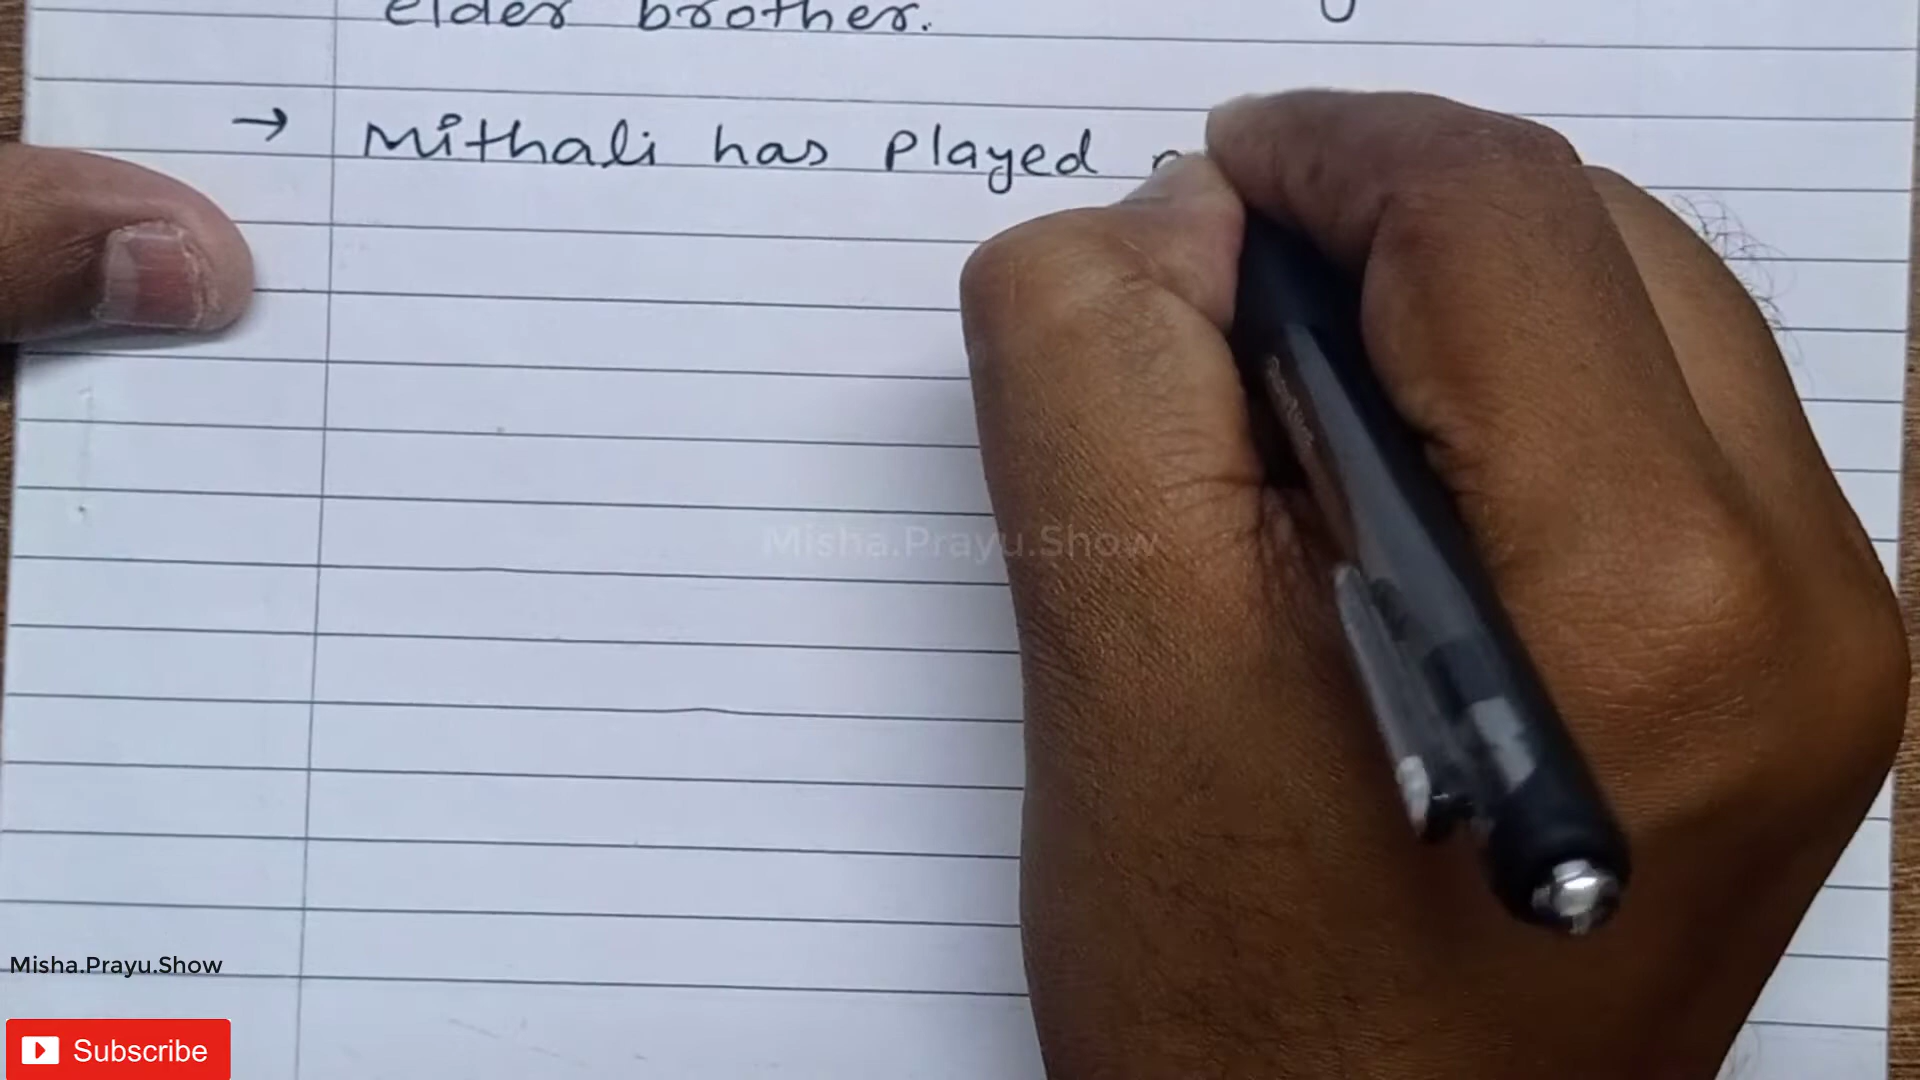 elder brother.
→ Mithali has played
Misha.Prayu.Show
Misha.Prayu.Show
Subscribe